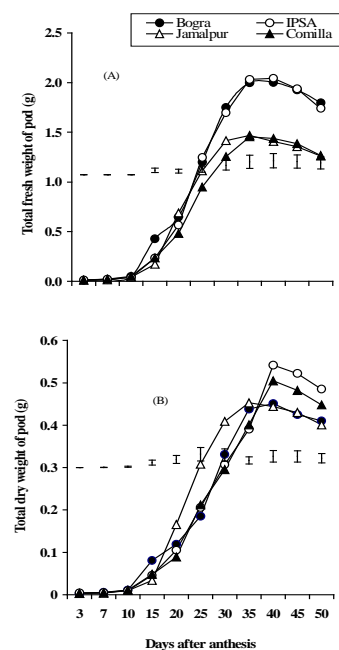 Bogra IPSA
Jamalpur Comilla
(A)
Total fresh weight of pod (g)
2.5
2.0
1.5
1.0
0.5
0.0
(B)
Total dry weight of pod (g)
0.6
0.5
0.4
0.3
0.2
0.1
0
3 7 10 15 20 25 30 35 40 45 50
Days after anthesis